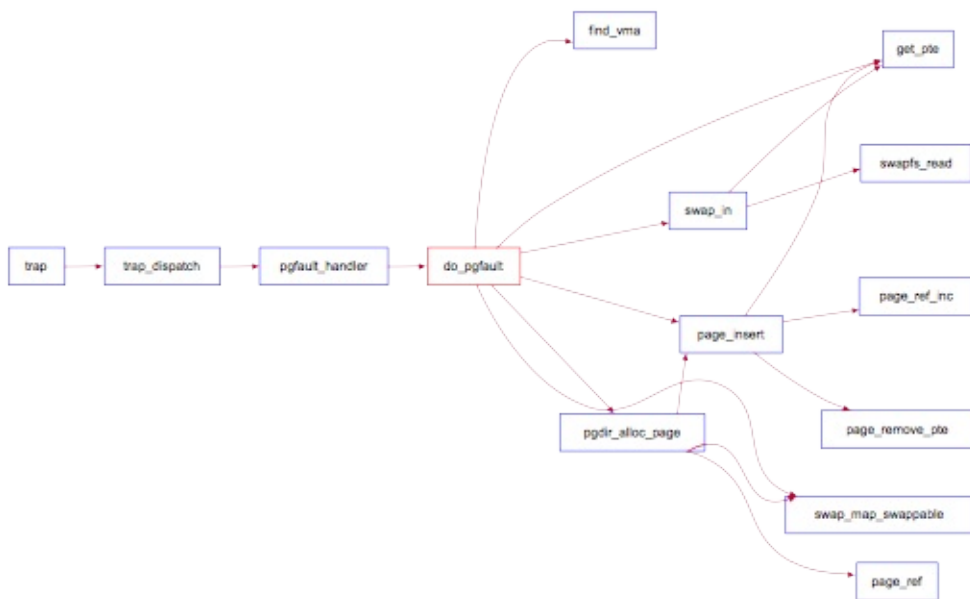 find_vma
get_pte
swapfs_read
swap_in
trap
trap_dispatch
pgfault_handler
do_pgfault
page_ref_inc
page_insert
pgdir_alloc_page
page_remove_pte
swap_map_swappable
page_ref